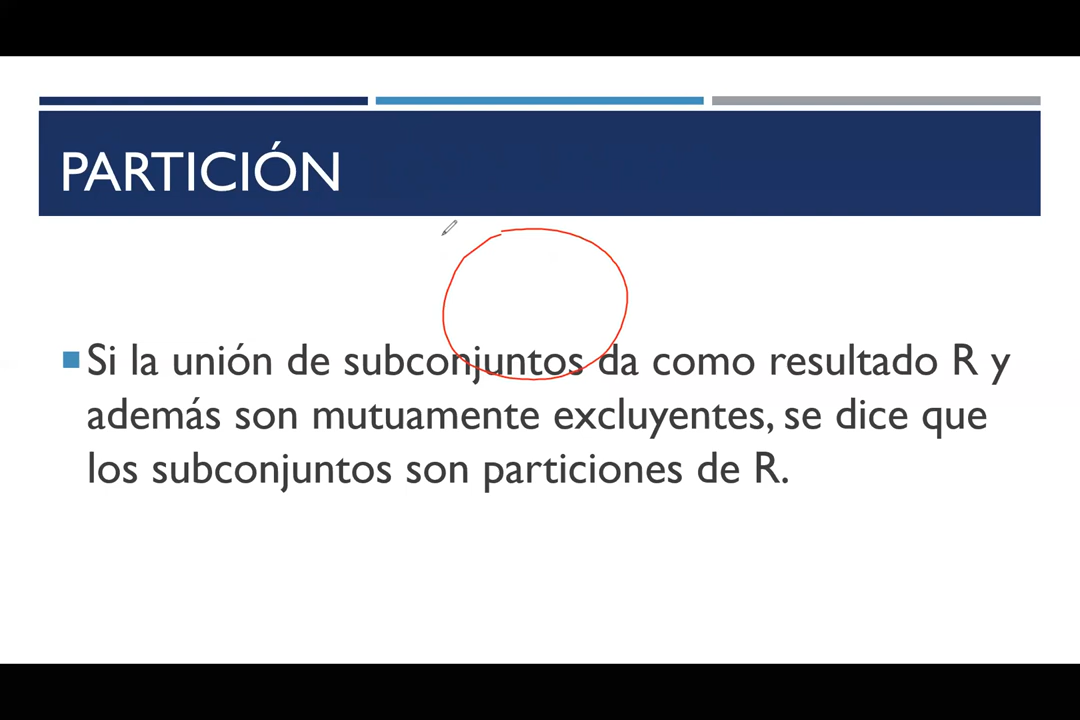 PARTICIÓN
Si la unión de subconjuntos da como resultado R y
además son mutuamente excluyentes, se dice que
los subconjuntos son particiones de R.